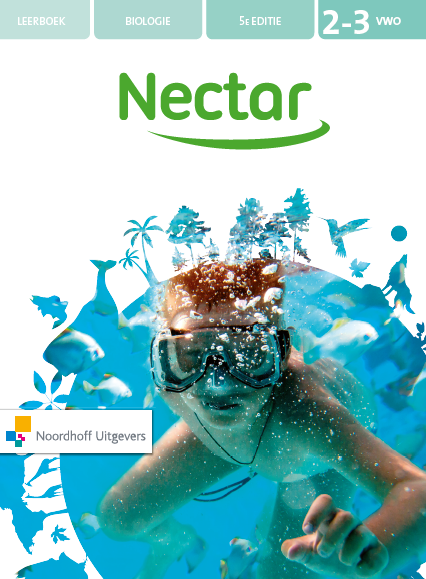 LEERBOEK
BIOLOGIE
5E EDITIE
2-3 VWO
Nectar
Noordhoff Uitgevers